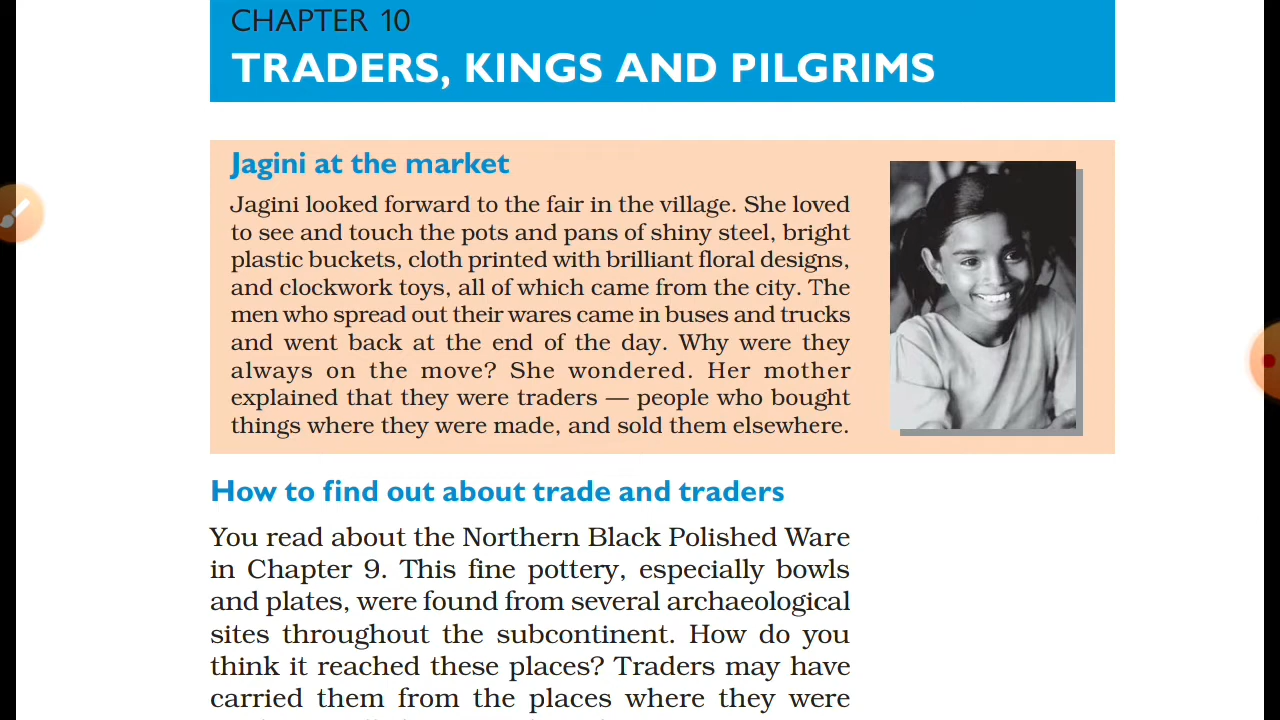 CHAPTER 10
TRADERS, KINGS AND PILGRIMS
Jagini at the market
Jagini looked forward to the fair in the village. She loved
to see and touch the pots and pans of shiny steel, bright
plastic buckets, cloth printed with brilliant floral designs,
and clockwork toys, all of which came from the city. The
men who spread out their wares came in buses and trucks
and went back at the end of the day. Why were they
always on the move? She wondered. Her mother
explained that they were traders — people who bought
things where they were made, and sold them elsewhere.
How to find out about trade and traders
You read about the Northern Black Polished Ware
in Chapter 9. This fine pottery, especially bowls
and plates, were found from several archaeological
sites throughout the subcontinent. How do you
think it reached these places? Traders may have
carried them from the places where they were